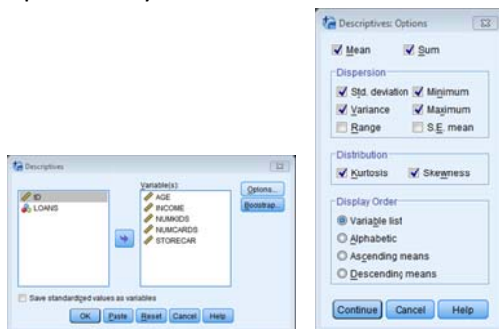 Descriptives
ID
LOANS
Variable(s):
AGE
INCOME
NUMKIDS
NUMCARDS
STORECAR
Options...
Bootstrap...
Save standardized values as variables
OK Paste Reset Cancel Help
Descriptives: Options
Mean Sum
Dispersion
Std. deviation Minimum
Variance Maximum
Range S.E. mean
Distribution
Kurtosis Skewness
Display Order
Variable list
Alphabetic
Ascending means
Descending means
Continue Cancel Help